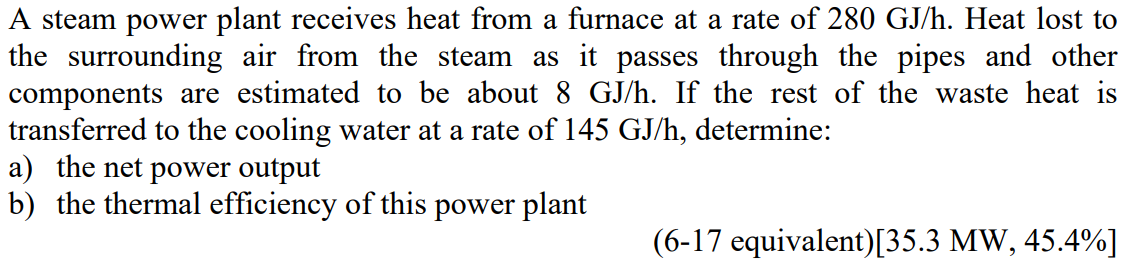 A steam power plant receives heat from a furnace at a rate of 280 GJ/h. Heat lost to
the surrounding air from the steam as it passes through the pipes and other
components are estimated to be about 8 GJ/h. If the rest of the waste heat is
transferred to the cooling water at a rate of 145 GJ/h, determine:
a) the net power output
b) the thermal efficiency of this power plant
(6-17 equivalent)[35.3 MW, 45.4%]